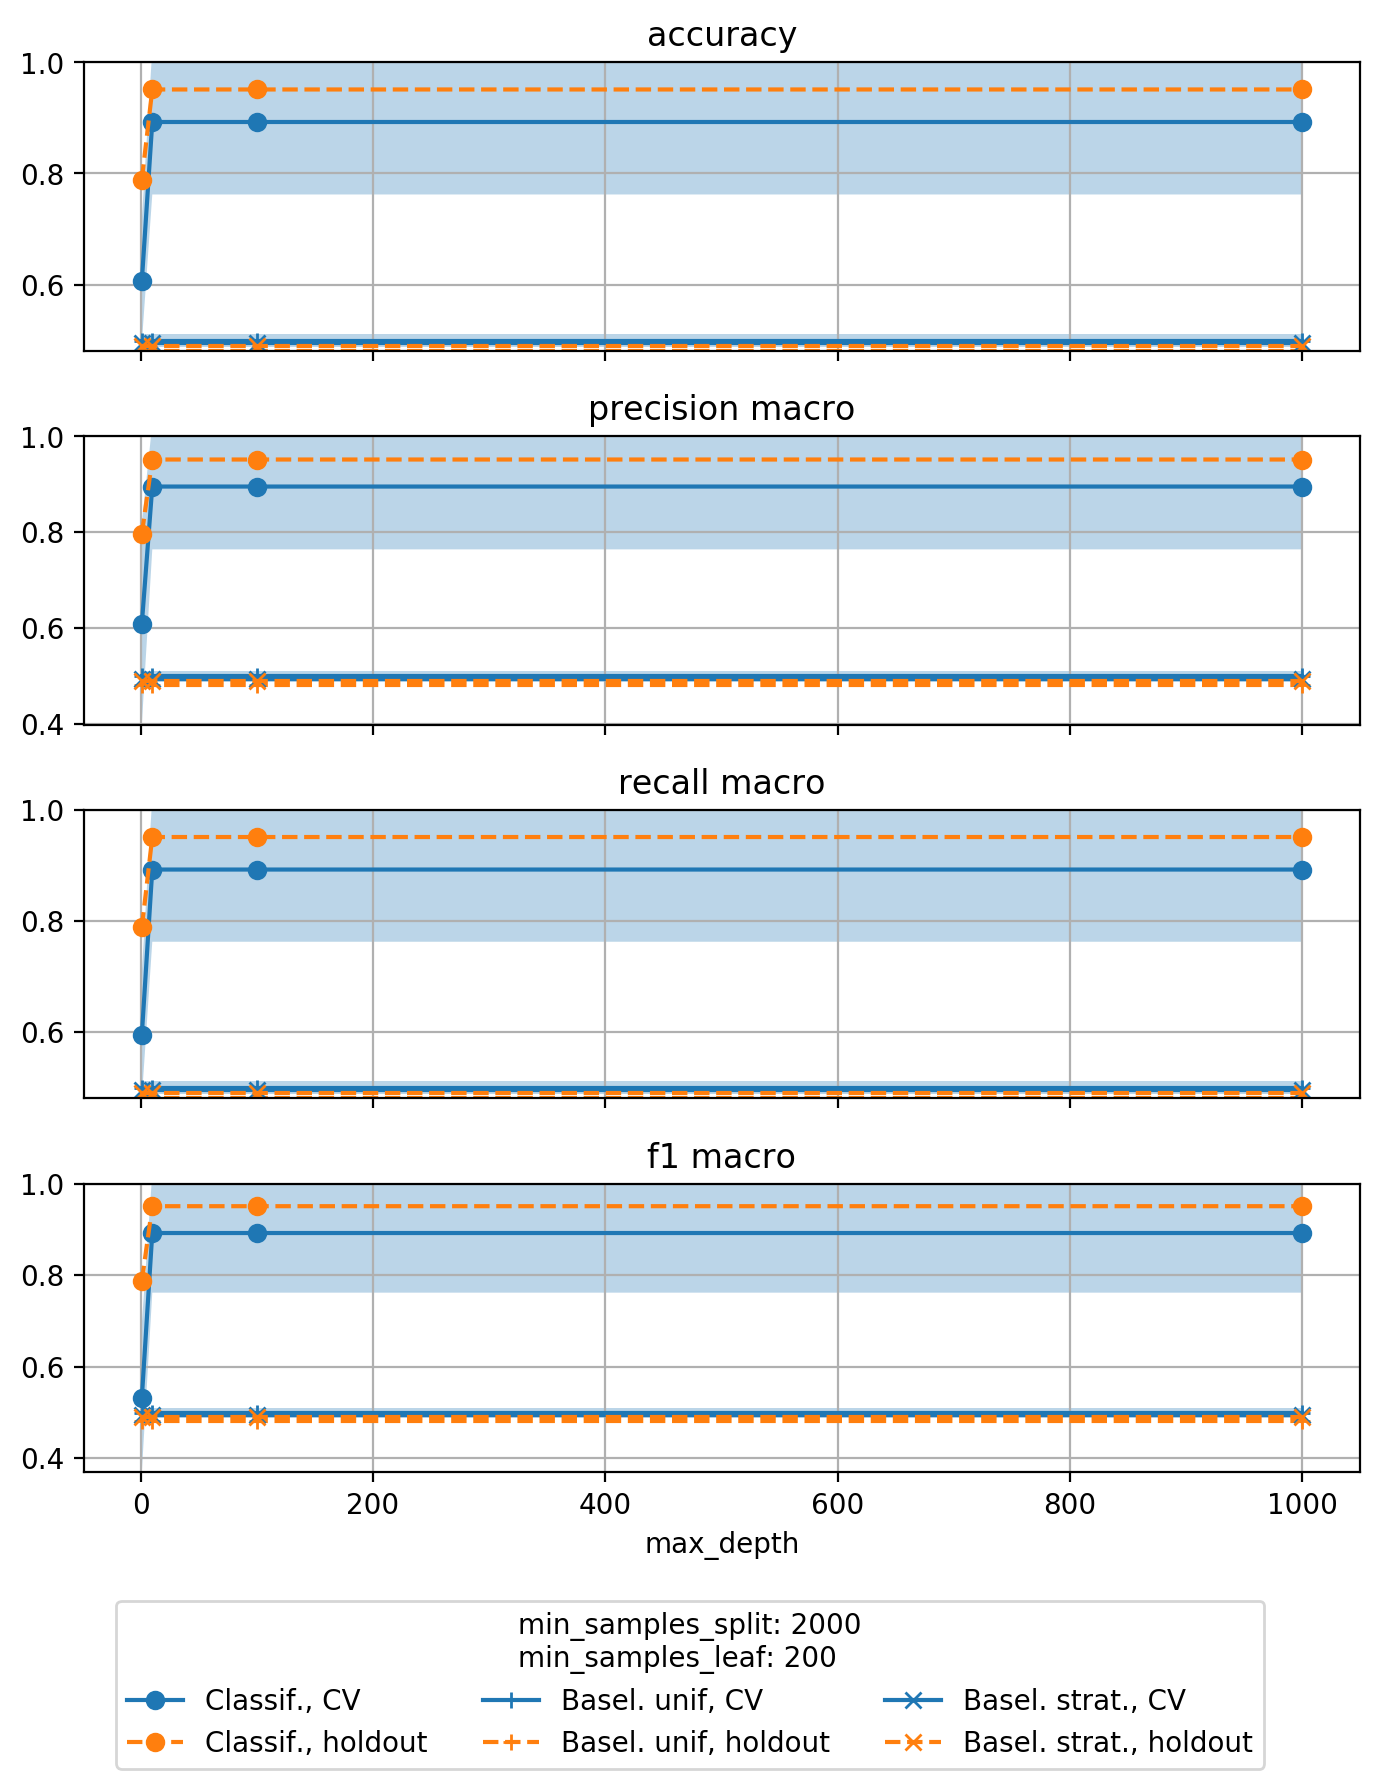 accuracy
1.0
0.8
0.6
precision macro
1.0
0.8
0.6
0.4
recall macro
1.0
0.8
0.6
f1 macro
1.0
0.8
0.6
0.4
0 200 400 600 800 1000
max_depth
min_samples_split: 2000
min_samples_leaf: 200
Classif., CV Basel. unif, CV Basel. strat., CV
Classif., holdout Basel. unif, holdout Basel. strat., holdout